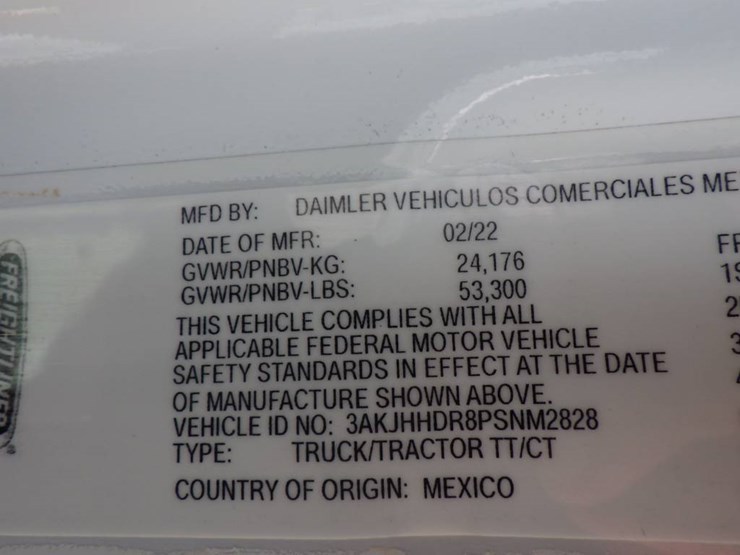 MFD BY: DAIMLER VEHICULOS COMERCIALES ME
DATE OF MFR: 02/22
GVWR/PNBV-KG: 24,176
GVWR/PNBV-LBS: 53,300
THIS VEHICLE COMPLIES WITH ALL
APPLICABLE FEDERAL MOTOR VEHICLE
SAFETY STANDARDS IN EFFECT AT THE DATE
OF MANUFACTURE SHOWN ABOVE.
VEHICLE ID NO: 3AKJHHDR8PSNM2828
TYPE: TRUCK/TRACTOR TT/CT
COUNTRY OF ORIGIN: MEXICO
FREIGHTLINER